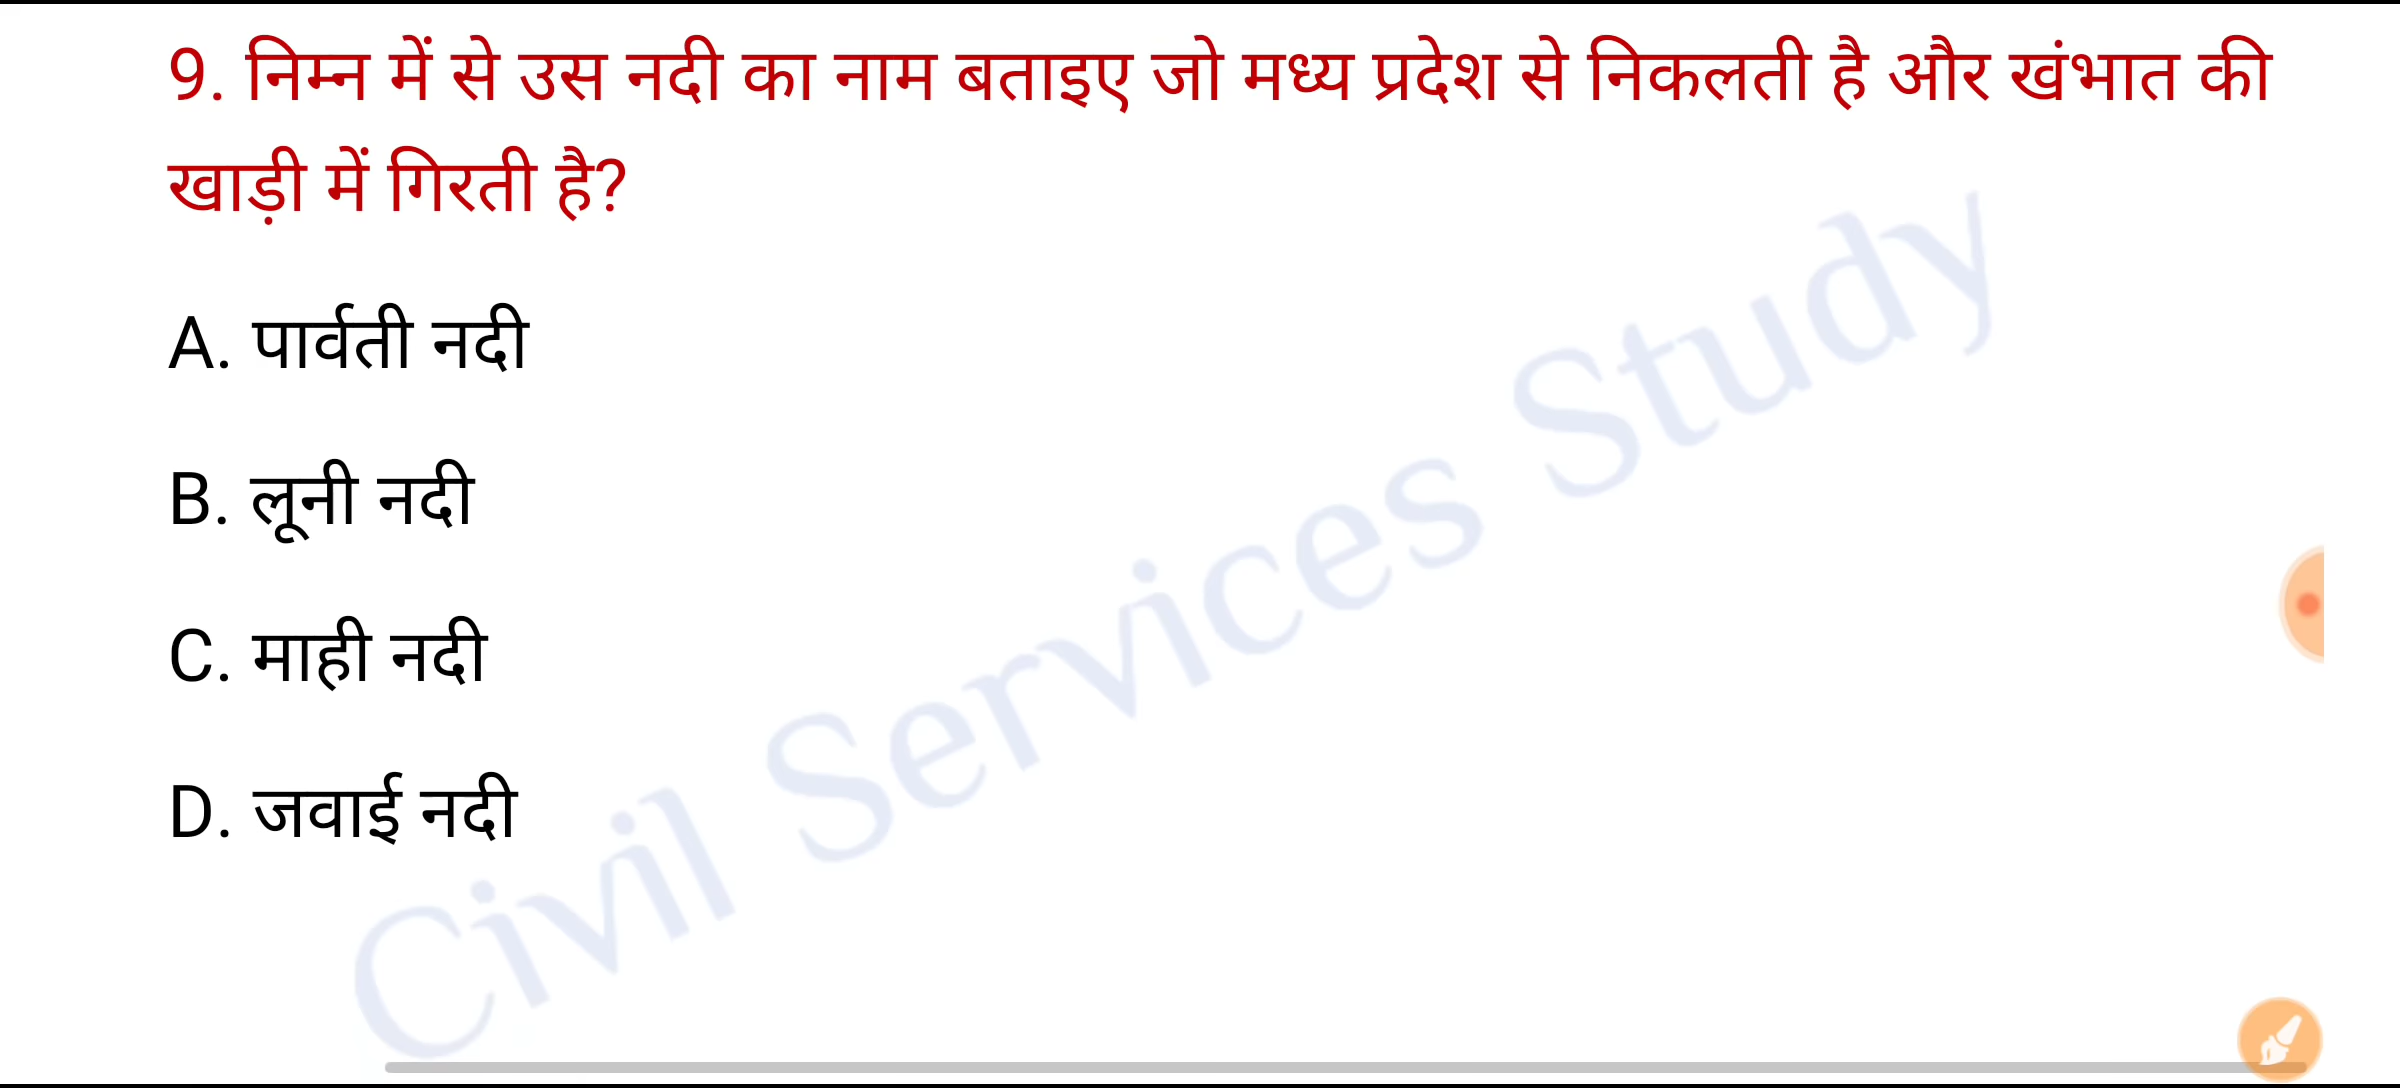 9. निम्न में से उस नदी का नाम बताइए जो मध्य प्रदेश से निकलती है और खंभात की
खाड़ी में गिरती है?
A. पार्वती नदी
B. लूनी नदी
C. माही नदी
D. जवाई नदी
Civil Services Study